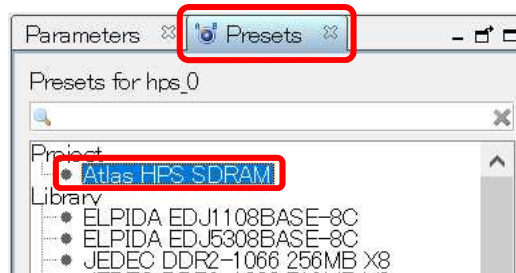 Parameters Presets
Presets for hps_0
Project
Atlas HPS SDRAM
Library
ELPIDA EDJ1108BASE-8C
ELPIDA EDJ5308BASE-8C
JEDEC DDR2-1066 256MB X8